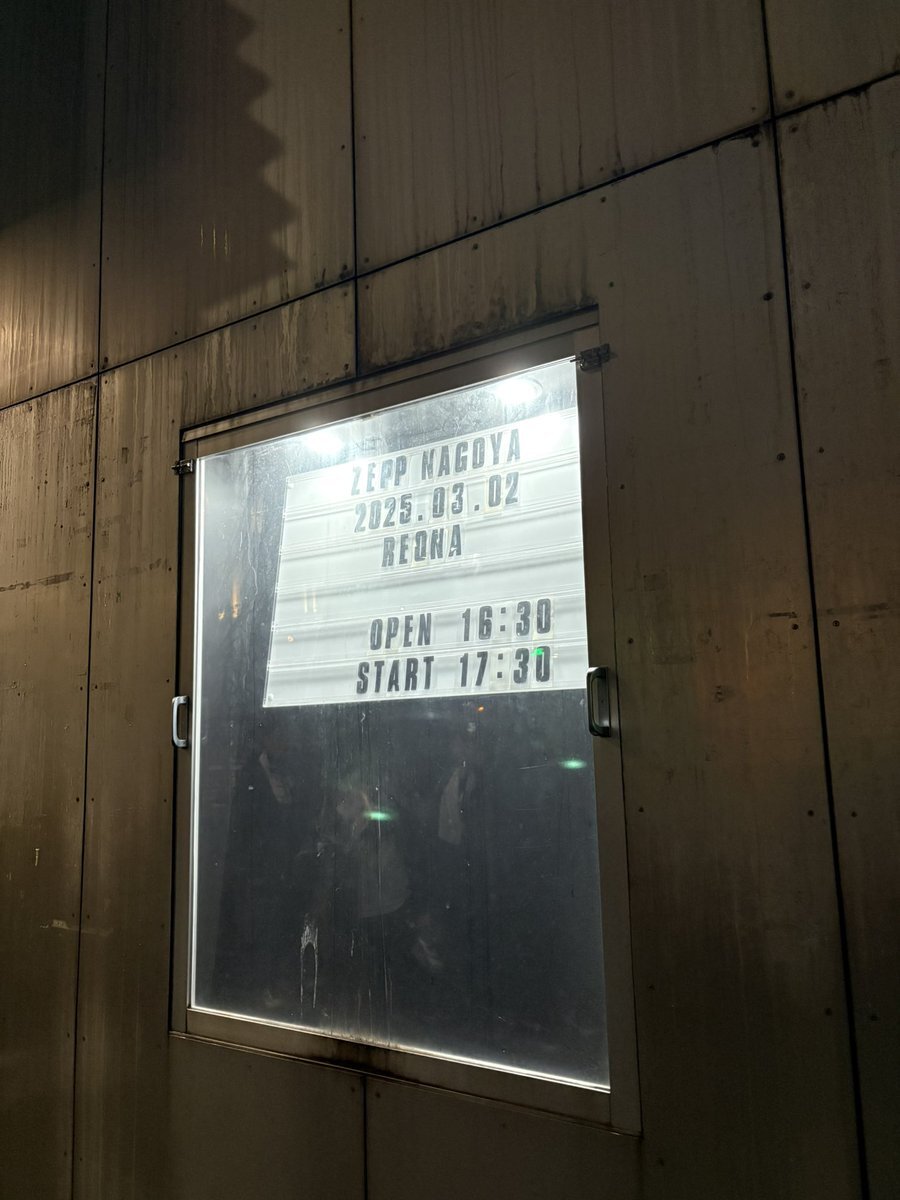 ZEPP NAGOYA
2025.03.02
REONA
OPEN 16:30
START 17:30